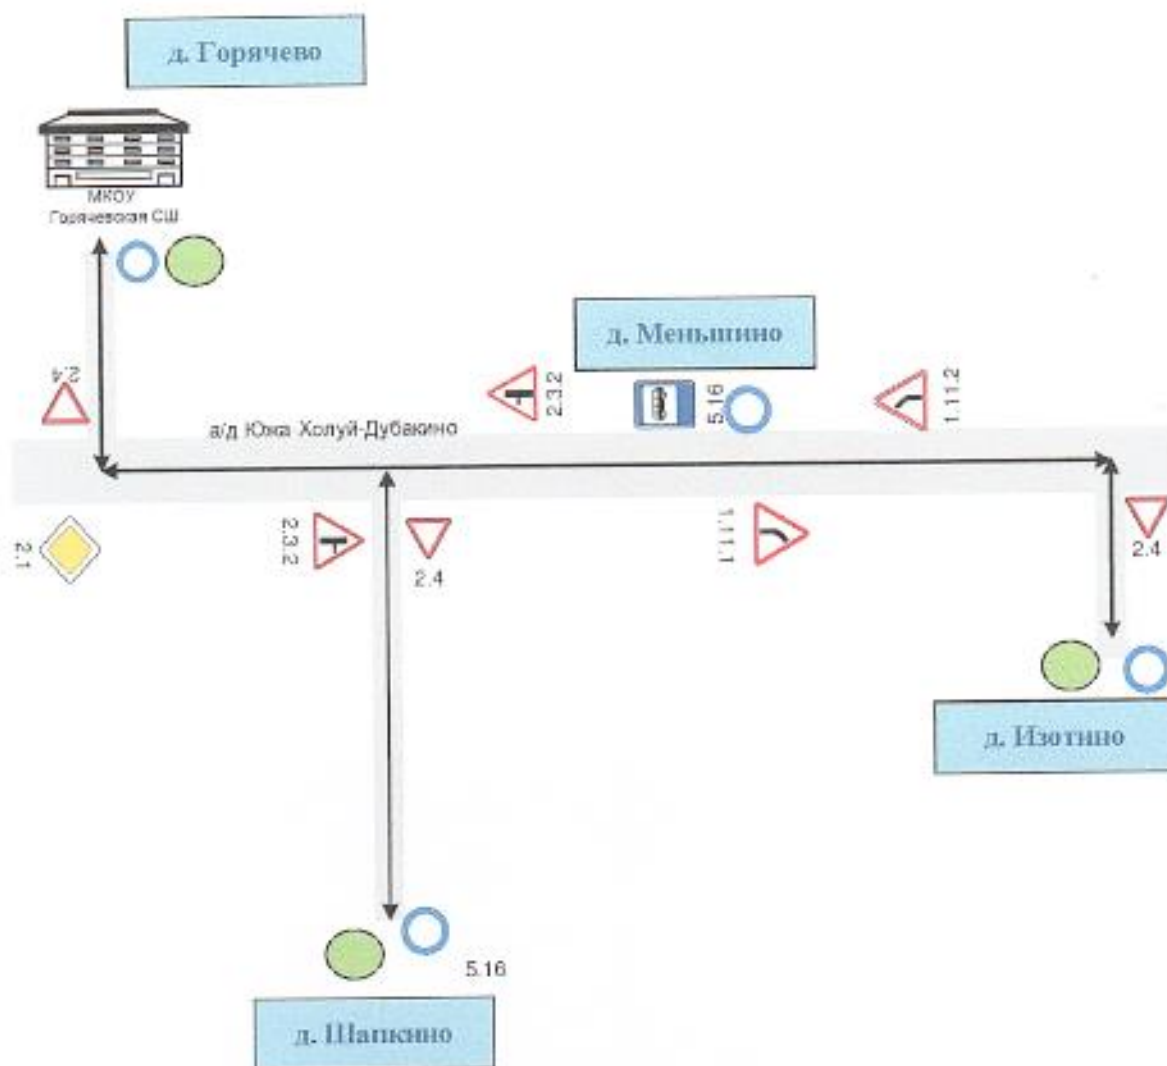 д. Горячево
МКОУ
Горячевская СШ
д. Меньшино
2.4
2.3.2
5.16
1.11.2
а/д Южа Холуй-Дубакино
2.1
2.3.2
2.4
1.11.1
2.4
д. Изотино
5.16
д. Шапкино